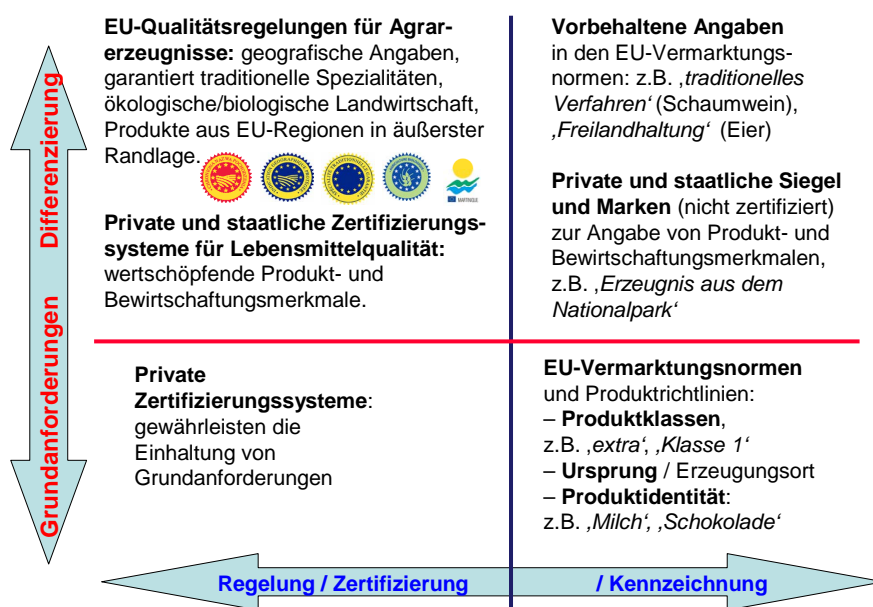 EU-Qualitätsregelungen für Agrar-
erzeugnisse: geografische Angaben,
garantiert traditionelle Spezialitäten,
ökologische/biologische Landwirtschaft,
Produkte aus EU-Regionen in äußerster
Randlage.
MARTINIQUE
Private und staatliche Zertifizierungs-
systeme für Lebensmittelqualität:
wertschöpfende Produkt- und
Bewirtschaftungsmerkmale.
Vorbehaltene Angaben
in den EU-Vermarktungs-
normen: z.B. ‚traditionelles
Verfahren‘ (Schaumwein),
‚Freilandhaltung‘ (Eier)
Private und staatliche Siegel
und Marken (nicht zertifiziert)
zur Angabe von Produkt- und
Bewirtschaftungsmerkmalen,
z.B. ‚Erzeugnis aus dem
Nationalpark‘
Differenzierung
Grundanforderungen
Private
Zertifizierungssysteme:
gewährleisten die
Einhaltung von
Grundanforderungen
EU-Vermarktungsnormen
und Produktrichtlinien:
– Produktklassen,
z.B. ‚extra‘, ‚Klasse 1‘
– Ursprung / Erzeugungsort
– Produktidentität:
z.B. ‚Milch‘, ‚Schokolade‘
Regelung / Zertifizierung / Kennzeichnung